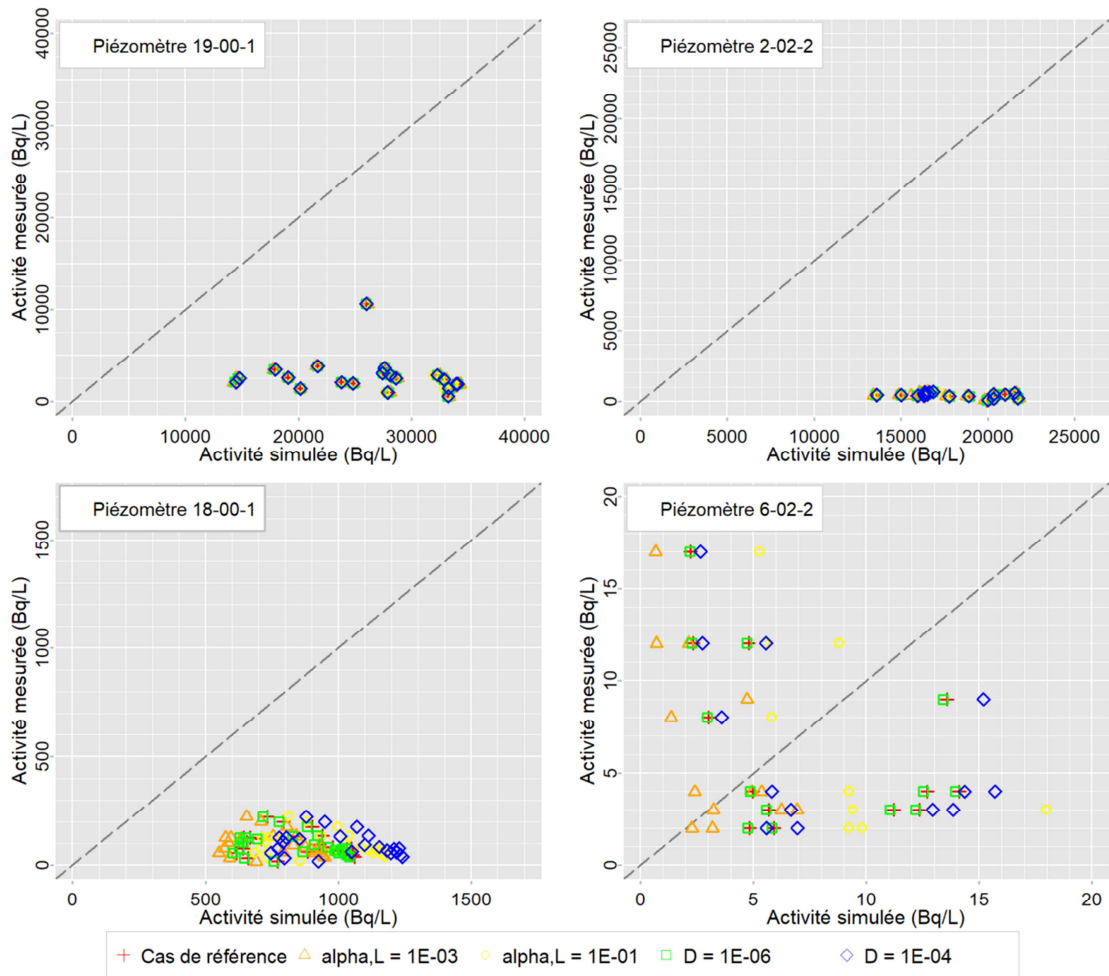 Piézomètre 19-00-1
Activité mesurée (Bq/L)
40000
30000
20000
10000
0
0 10000 20000 30000 40000
Activité simulée (Bq/L)
Piézomètre 2-02-2
Activité mesurée (Bq/L)
25000
20000
15000
10000
5000
0
0 5000 10000 15000 20000 25000
Activité simulée (Bq/L)
Piézomètre 18-00-1
Activité mesurée (Bq/L)
1500
1000
500
0
0 500 1000 1500
Activité simulée (Bq/L)
Piézomètre 6-02-2
Activité mesurée (Bq/L)
20
15
10
5
0
0 5 10 15 20
Activité simulée (Bq/L)
Cas de référence alpha,L = 1E-03 alpha,L = 1E-01 D = 1E-06 D = 1E-04